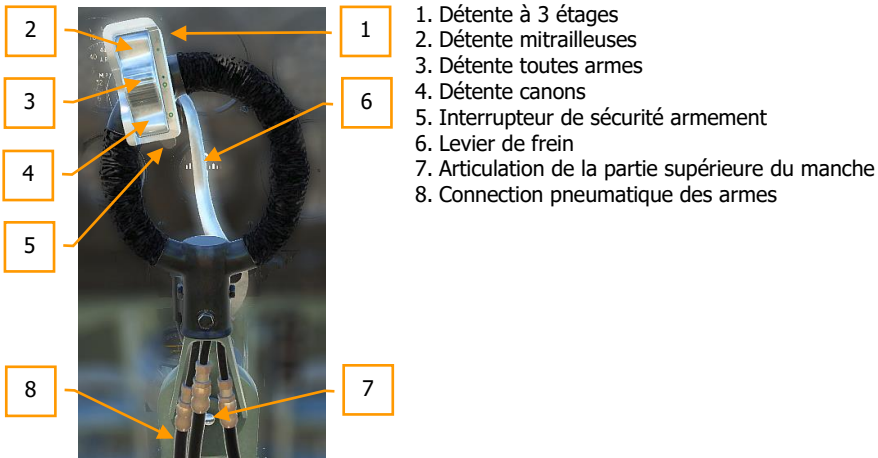 1. Détente à 3 étages
2. Détente mitrailleuses
3. Détente toutes armes
4. Détente canons
5. Interrupteur de sécurité armement
6. Levier de frein
7. Articulation de la partie supérieure du manche
8. Connection pneumatique des armes
2
1
3
6
4
5
8
7